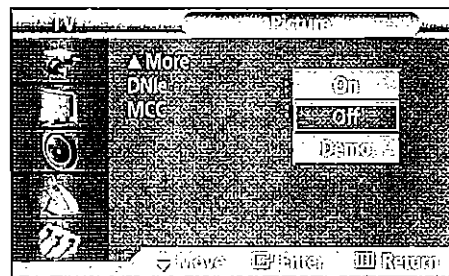 TV Picture
▲ More
DNIe
MCC
On
Off
Demo
Move Enter Return